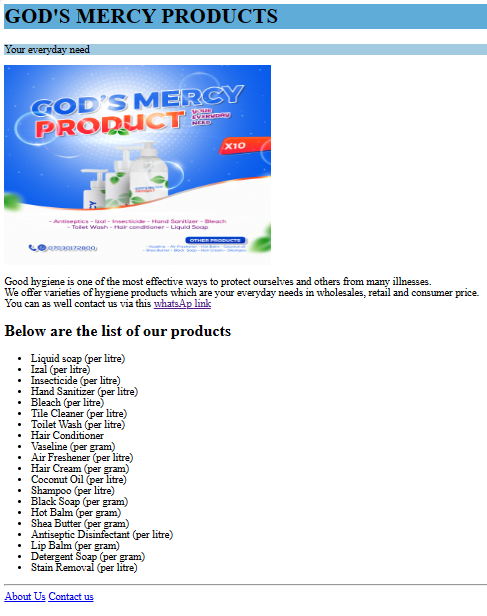 GOD'S MERCY PRODUCTS
Your everyday need
GOD'S MERCY
PRODUCT YOUR EVERYDAY NEED
X10
- Antiseptics - Izal - Insecticide - Hand Sanitizer - Bleach
- Toilet Wash - Hair conditioner - Liquid Soap
OTHER PRODUCTS
Good hygiene is one of the most effective ways to protect ourselves and others from many illnesses.
We offer varieties of hygiene products which are your everyday needs in wholesales, retail and consumer price.
You can as well contact us via this whatsAp link
Below are the list of our products
Liquid soap (per litre)
Izal (per litre)
Insecticide (per litre)
Hand Sanitizer (per litre)
Bleach (per litre)
Tile Cleaner (per litre)
Toilet Wash (per litre)
Hair Conditioner
Vaseline (per gram)
Air Freshener (per litre)
Hair Cream (per gram)
Coconut Oil (per litre)
Shampoo (per litre)
Black Soap (per gram)
Hot Balm (per gram)
Shea Butter (per gram)
Antiseptic Disinfectant (per litre)
Lip Balm (per gram)
Detergent Soap (per gram)
Stain Removal (per litre)
About Us Contact us